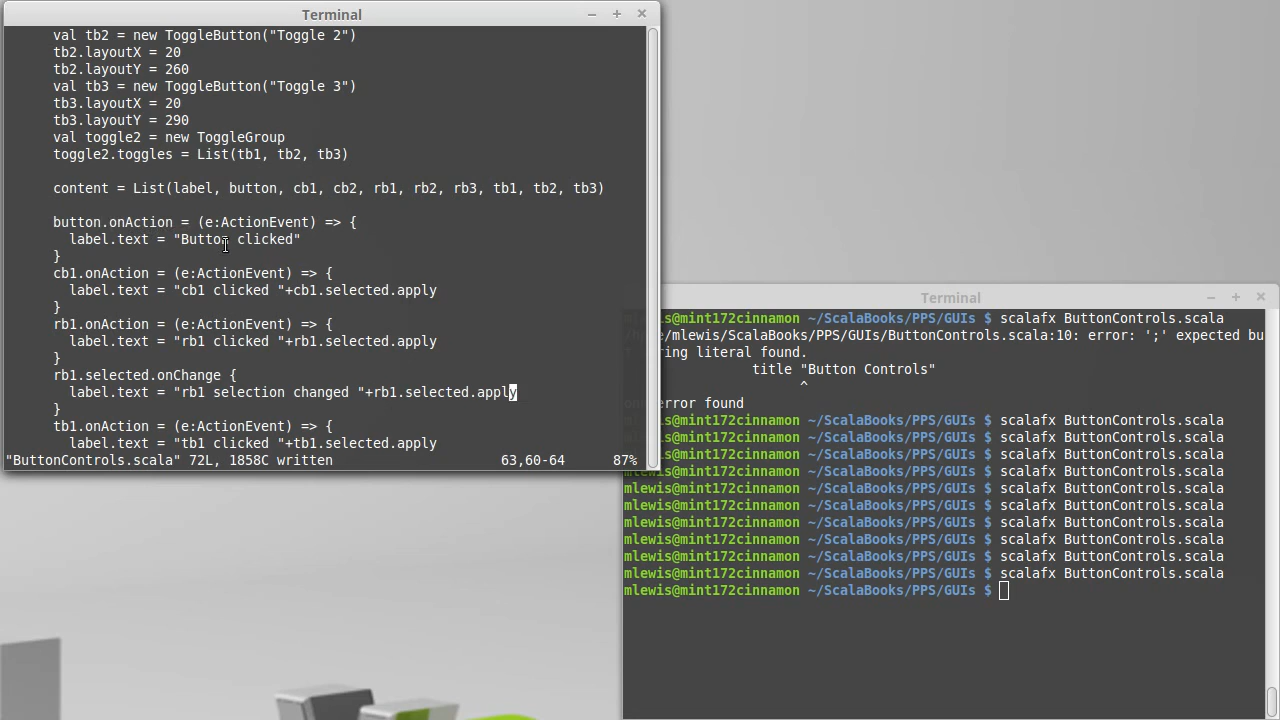 Terminal
val tb2 = new ToggleButton("Toggle 2")
tb2.layoutX = 20
tb2.layoutY = 260
val tb3 = new ToggleButton("Toggle 3")
tb3.layoutX = 20
tb3.layoutY = 290
val toggle2 = new ToggleGroup
toggle2.toggles = List(tb1, tb2, tb3)
content = List(label, button, cb1, cb2, rb1, rb2, rb3, tb1, tb2, tb3)
button.onAction = (e:ActionEvent) => {
label.text = "Button clicked"
}
cb1.onAction = (e:ActionEvent) => {
label.text = "cb1 clicked "+cb1.selected.apply
}
rb1.onAction = (e:ActionEvent) => {
label.text = "rb1 clicked "+rb1.selected.apply
}
rb1.selected.onChange {
label.text = "rb1 selection changed "+rb1.selected.apply
}
tb1.onAction = (e:ActionEvent) => {
label.text = "tb1 clicked "+tb1.selected.apply
"ButtonControls.scala" 72L, 1858C written 63,60-64 87%
Terminal
mlewis@mint172cinnamon ~/ScalaBooks/PPS/GUIs $ scalafx ButtonControls.scala
/mlewis/ScalaBooks/PPS/GUIs/ButtonControls.scala:10: error: ';' expected bu
ring literal found.
title "Button Controls"
^
error found
mlewis@mint172cinnamon ~/ScalaBooks/PPS/GUIs $ scalafx ButtonControls.scala
mlewis@mint172cinnamon ~/ScalaBooks/PPS/GUIs $ scalafx ButtonControls.scala
mlewis@mint172cinnamon ~/ScalaBooks/PPS/GUIs $ scalafx ButtonControls.scala
mlewis@mint172cinnamon ~/ScalaBooks/PPS/GUIs $ scalafx ButtonControls.scala
mlewis@mint172cinnamon ~/ScalaBooks/PPS/GUIs $ scalafx ButtonControls.scala
mlewis@mint172cinnamon ~/ScalaBooks/PPS/GUIs $ scalafx ButtonControls.scala
mlewis@mint172cinnamon ~/ScalaBooks/PPS/GUIs $ scalafx ButtonControls.scala
mlewis@mint172cinnamon ~/ScalaBooks/PPS/GUIs $ scalafx ButtonControls.scala
mlewis@mint172cinnamon ~/ScalaBooks/PPS/GUIs $ scalafx ButtonControls.scala
mlewis@mint172cinnamon ~/ScalaBooks/PPS/GUIs $ scalafx ButtonControls.scala
mlewis@mint172cinnamon ~/ScalaBooks/PPS/GUIs $